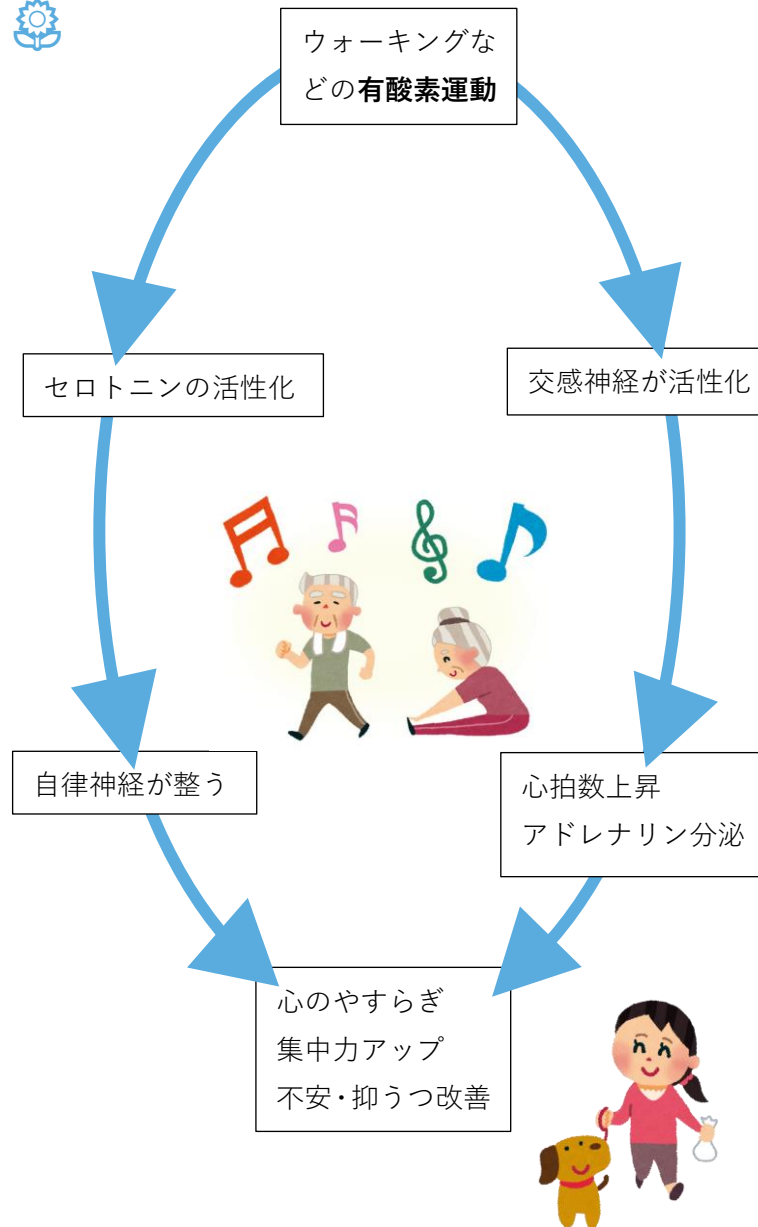 ウォーキングな
どの有酸素運動
セロトニンの活性化
交感神経が活性化
自律神経が整う
心拍数上昇
アドレナリン分泌
心のやすらぎ
集中力アップ
不安・抑うつ改善